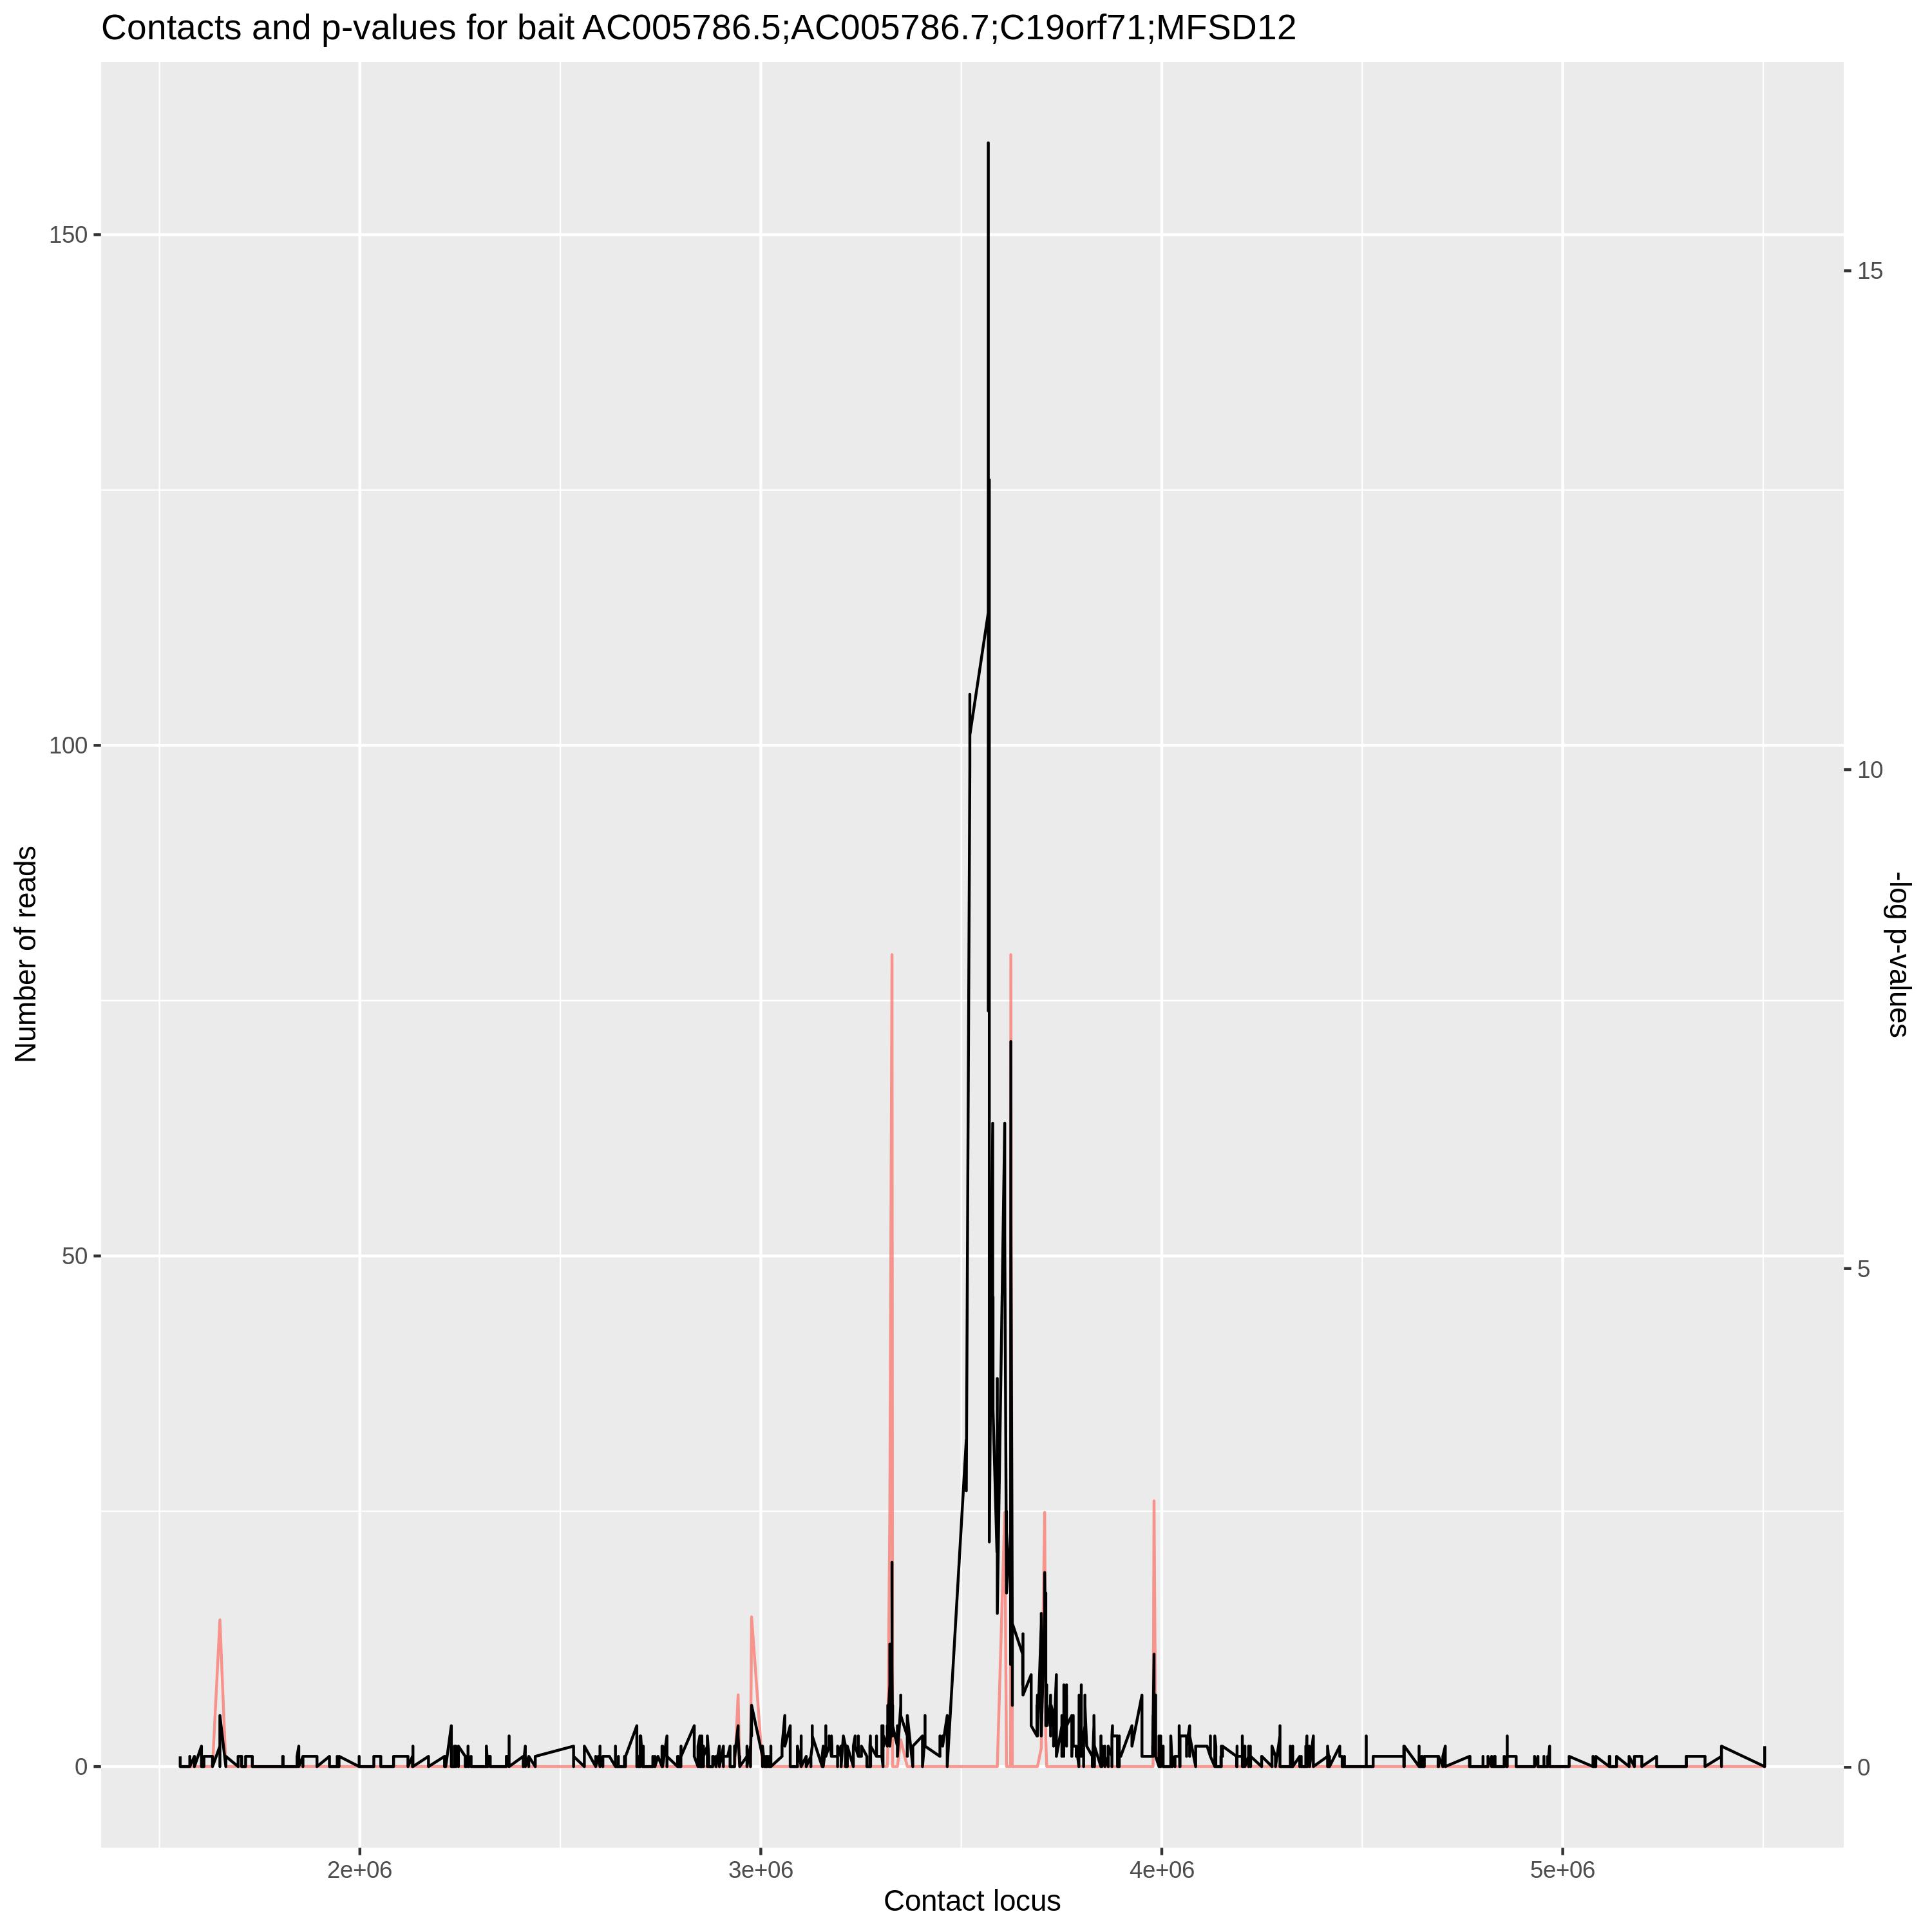 Contacts and p-values for bait AC005786.5;AC005786.7;C19orf71;MFSD12
150
100
50
0
Number of reads
15
10
5
0
-log p-values
2e+06
3e+06
4e+06
5e+06
Contact locus